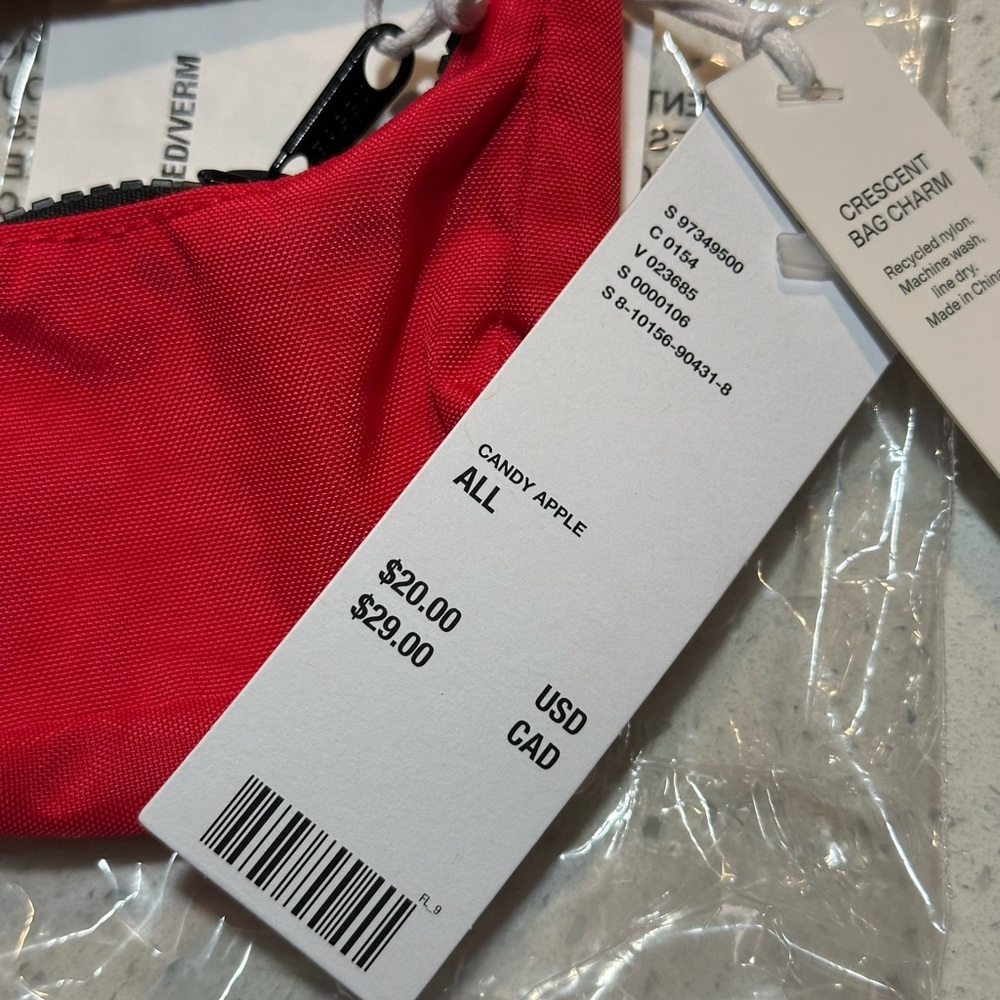 ED/VERM
S 97349500
C 0154
V 023685
S 0000106
S 8-10156-90431-8
CANDY APPLE
ALL
$20.00
$29.00
USD
CAD
FL_9
CRESCENT
BAG CHARM
Recycled nylon.
Machine wash,
line dry.
Made in China